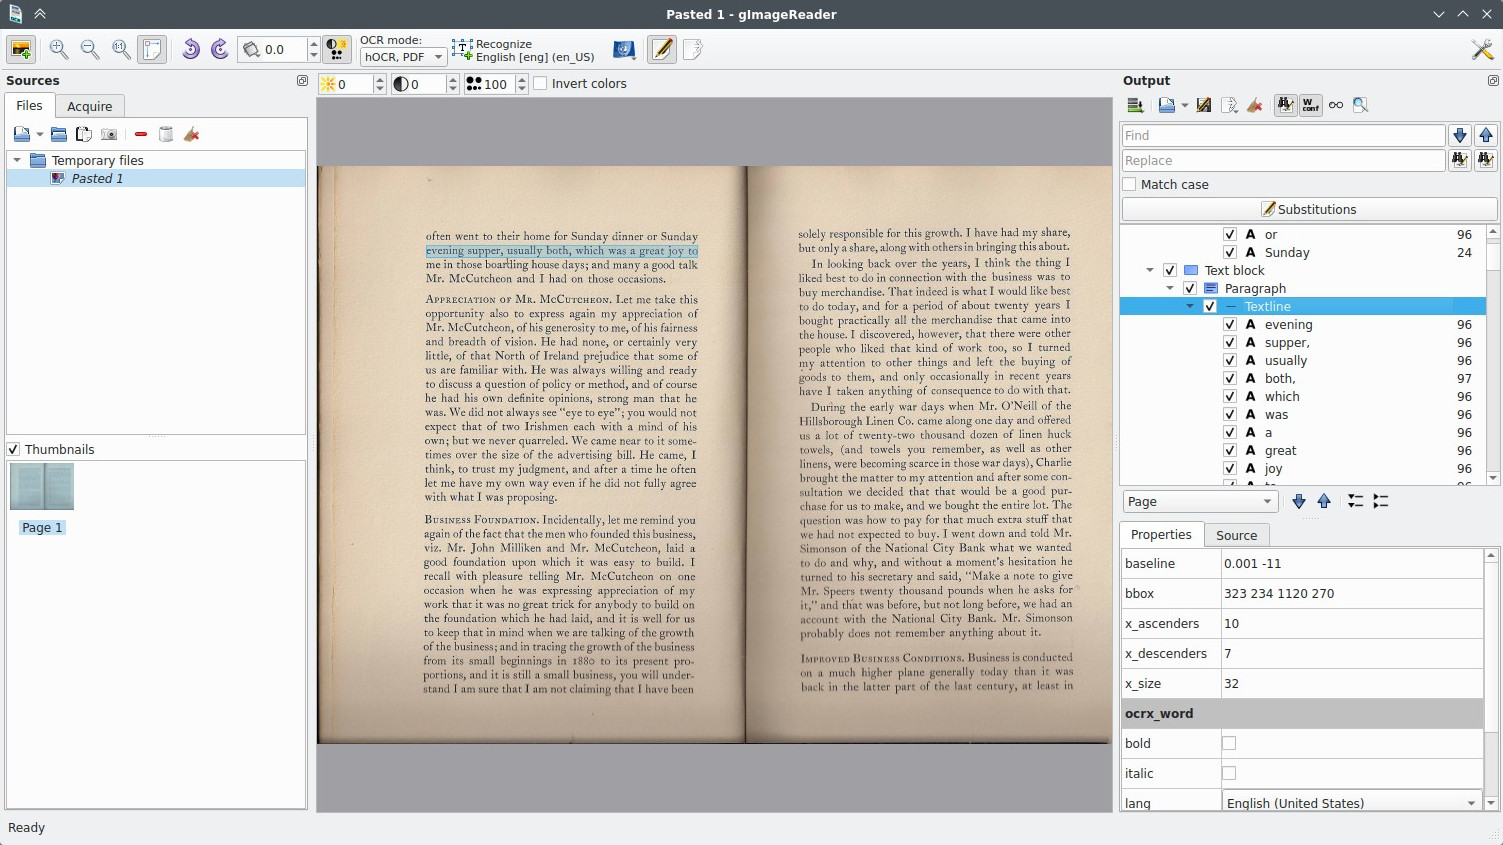 Pasted 1 - gImageReader
0.0
OCR mode:
hOCR, PDF
Recognize
English [eng] (en_US)
Sources
Files
Acquire
Temporary files
Pasted 1
Thumbnails
Page 1
Ready
0
0
100
Invert colors
often went to their home for Sunday dinner or Sunday
evening supper, usually both, which was a great joy to
me in those boarding house days; and many a good talk
Mr. McCutcheon and I had on those occasions.
Appreciation of Mr. McCutcheon. Let me take this
opportunity also to express again my appreciation of
Mr. McCutcheon, of his generosity to me, of his fairness
and breadth of vision. He had none, or certainly very
little, of that North of Ireland prejudice that some of
us are familiar with. He was always willing and ready
to discuss a question of policy or method, and of course
he had his own definite opinions, strong man that he
was. We did not always see “eye to eye”; you would not
expect that of two Irishmen each with a mind of his
own; but we never quarreled. We came near to it some-
times over the size of the advertising bill. He came, I
think, to trust my judgment, and after a time he often
let me have my own way even if he did not fully agree
with what I was proposing.
Business Foundation. Incidentally, let me remind you
again of the fact that the men who founded this business,
viz. Mr. John Milliken and Mr. McCutcheon, laid a
good foundation upon which it was easy to build. I
recall with pleasure telling Mr. McCutcheon on one
occasion when he was expressing appreciation of my
work that it was no great trick for anybody to build on
the foundation which he had laid, and it is well for us
to keep that in mind when we are talking of the growth
of the business; and in tracing the growth of the business
from its small beginnings in 1880 to its present pro-
portions, and it is still a small business, you will under-
stand I am sure that I am not claiming that I have been
solely responsible for this growth. I have had my share,
but only a share, along with others in bringing this about.
In looking back over the years, I think the thing I
liked best to do in connection with the business was to
buy merchandise. That indeed is what I would like best
to do today, and for a period of about twenty years I
bought practically all the merchandise that came into
the house. I discovered, however, that there were other
people who liked that kind of work too, so I turned
my attention to other things and left the buying of
goods to them, and only occasionally in recent years
have I taken anything of consequence to do with that.
During the early war days when Mr. O’Neill of the
Hillsborough Linen Co. came along one day and offered
us a lot of twenty-two thousand dozen of linen huck
towels, (and towels you remember, as well as other
linens, were becoming scarce in those war days), Charlie
brought the matter to my attention and after some con-
sultation we decided that that would be a good pur-
chase for us to make, and we bought the entire lot. The
question was how to pay for that much extra stuff that
we had not expected to buy. I went down and told Mr.
Simonson of the National City Bank what we wanted
to do and why, and without a moment’s hesitation he
turned to his secretary and said, “Make a note to give
Mr. Speers twenty thousand pounds when he asks for
it,” and that was before, but not long before, we had an
account with the National City Bank. Mr. Simonson
probably does not remember anything about it.
Improved Business Conditions. Business is conducted
on a much higher plane generally today than it was
back in the latter part of the last century, at least in
Output
W conf
Find
Replace
Match case
Substitutions
A or 96
A Sunday 24
Text block
Paragraph
Textline
A evening 96
A supper, 96
A usually 96
A both, 97
A which 96
A was 96
A a 96
A great 96
A joy 96
Page
Properties
Source
baseline 0.001 -11
bbox 323 234 1120 270
x_ascenders 10
x_descenders 7
x_size 32
ocrx_word
bold
italic
lang English (United States)